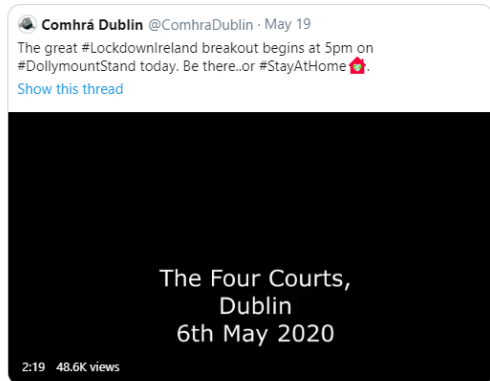 Comhrá Dublin @ComhraDublin · May 19
The great #LockdownIreland breakout begins at 5pm on
#DollymountStand today. Be there..or #StayAtHome.
Show this thread
The Four Courts,
Dublin
6th May 2020
2:19 48.6K views